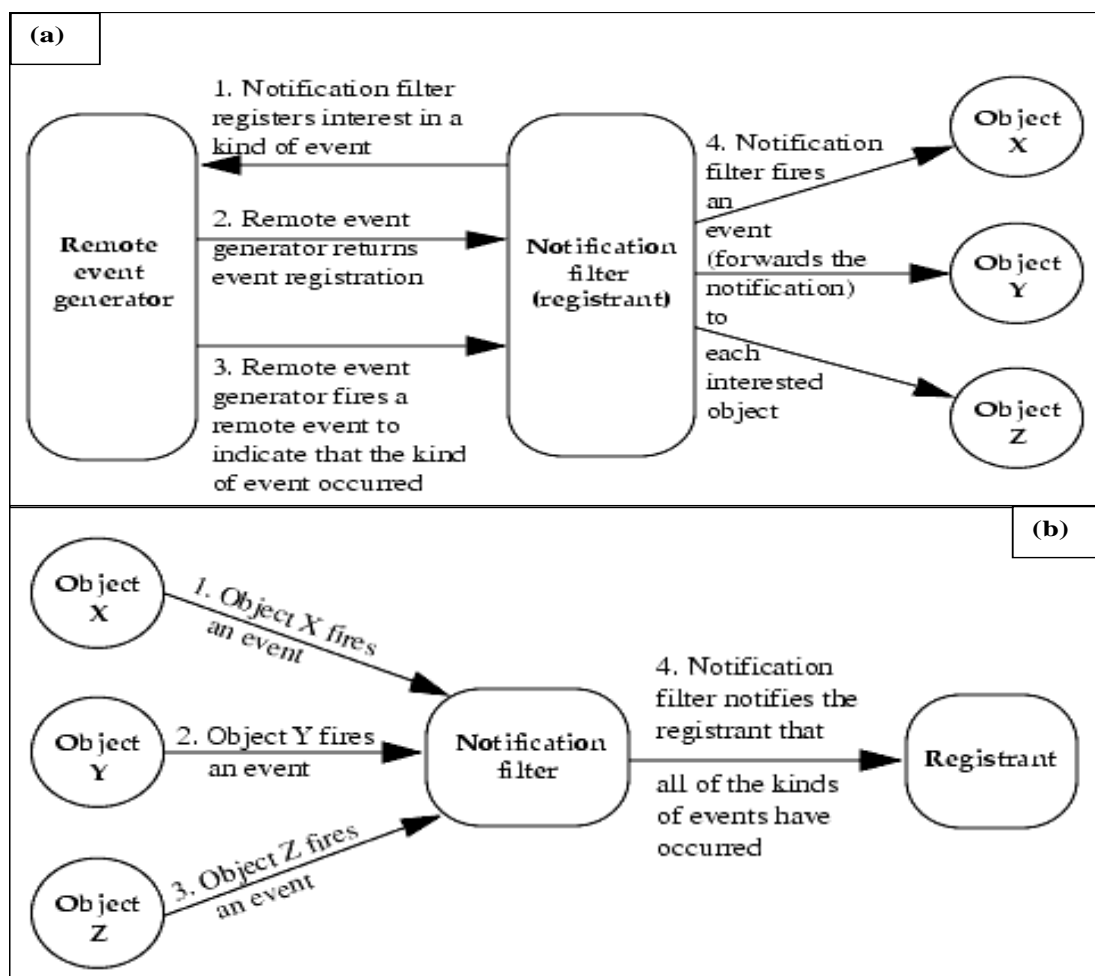 (a)
1. Notification filter
registers interest in a
kind of event
Remote
event
generator
2. Remote event
generator returns
event registration
3. Remote event
generator fires a
remote event to
indicate that the kind
of event occurred
Notification
filter
(registrant)
4. Notification
filter fires
an
event
(forwards the
notification)
to
each
interested
object
Object
X
Object
Y
Object
Z
(b)
Object
X
1. Object X fires
an event
Object
Y
2. Object Y fires
an event
Object
Z
3. Object Z fires
an event
Notification
filter
4. Notification
filter notifies the
registrant that
all of the kinds
of events have
occurred
Registrant